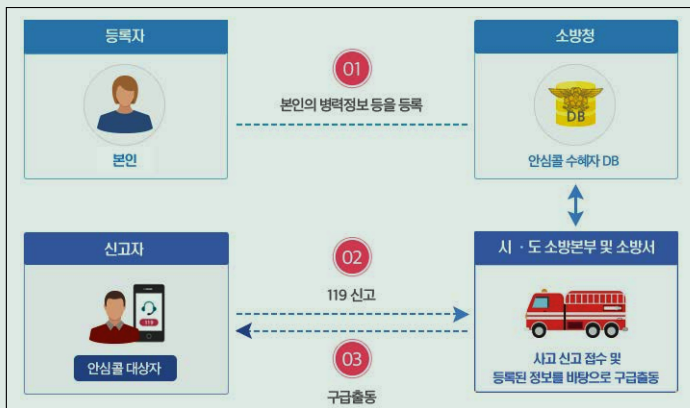 등록자
소방청
01
본인의 병력정보 등을 등록
DB
본인
안심콜 수혜자 DB
신고자
시 · 도 소방본부 및 소방서
02
119 신고
119
안심콜 대상자
03
구급출동
사고 신고 접수 및
등록된 정보를 바탕으로 구급출동